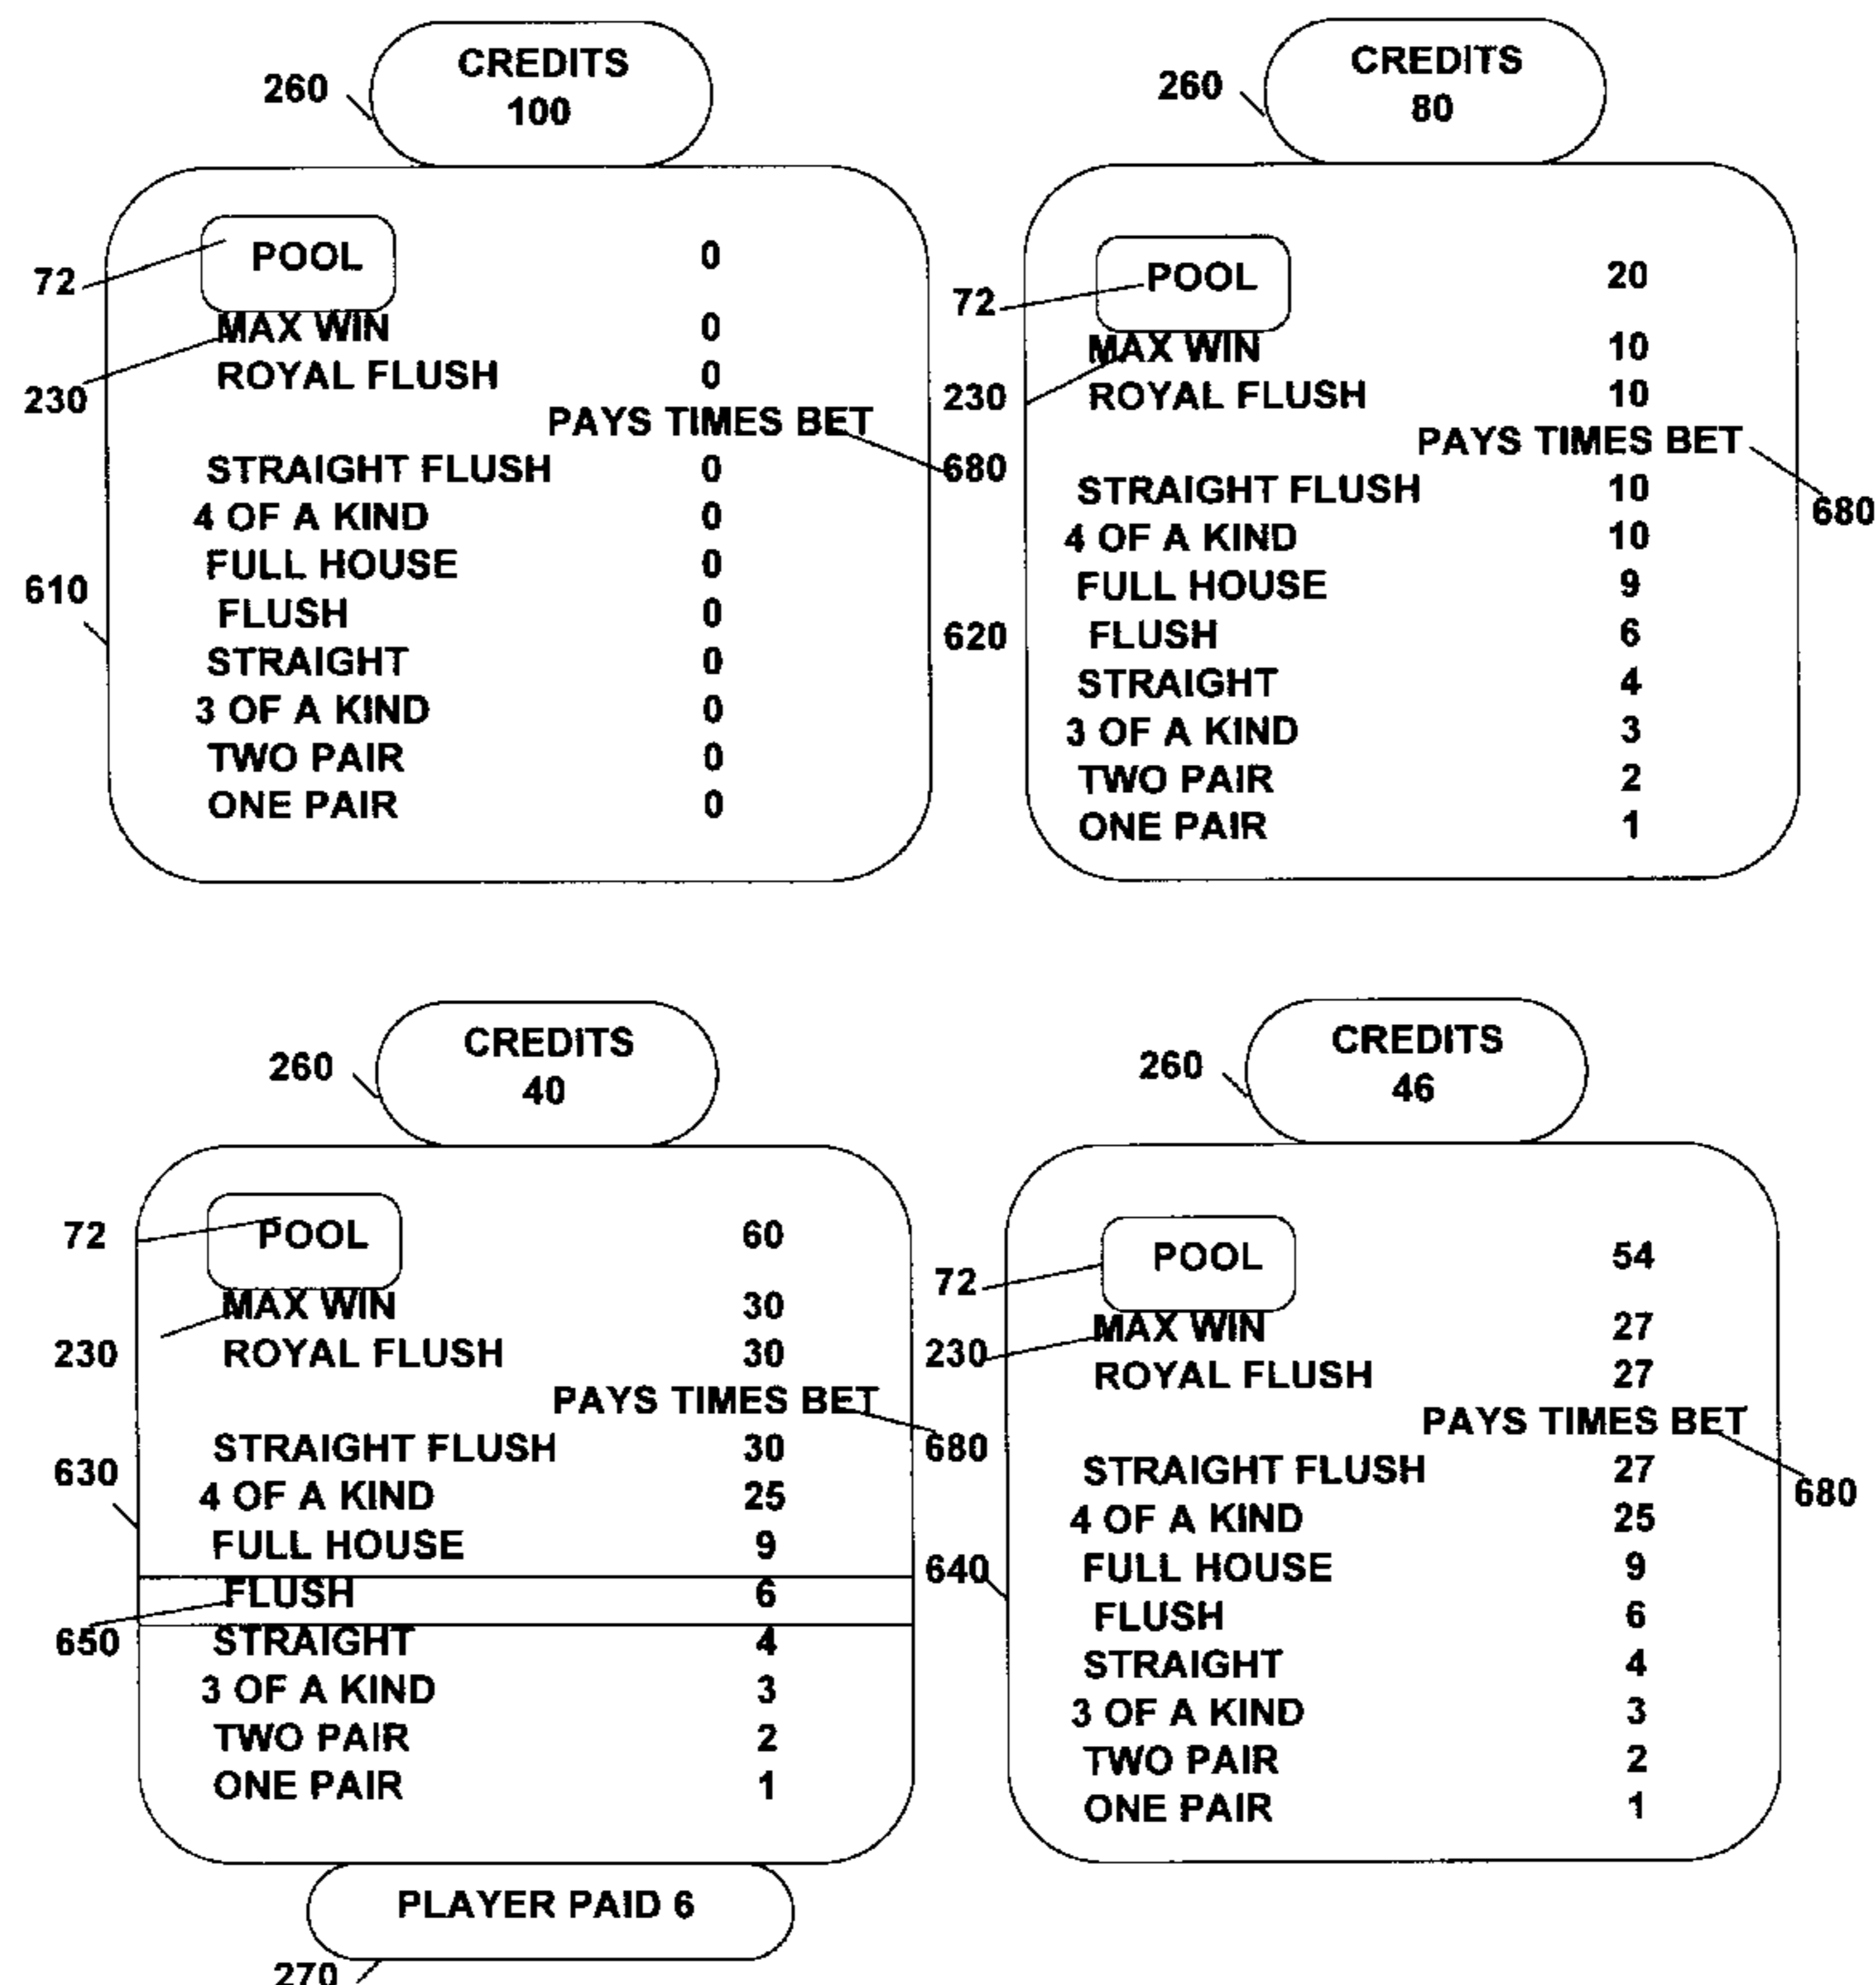 CREDITS
100
260
POOL 0
72
MAX WIN 0
ROYAL FLUSH 0
230
PAYS TIMES BET
STRAIGHT FLUSH 0
680
4 OF A KIND 0
FULL HOUSE 0
610
FLUSH 0
STRAIGHT 0
3 OF A KIND 0
TWO PAIR 0
ONE PAIR 0
CREDITS
80
260
POOL 20
72
MAX WIN 10
230
ROYAL FLUSH 10
PAYS TIMES BET
STRAIGHT FLUSH 10
680
4 OF A KIND 10
FULL HOUSE 9
620
FLUSH 6
STRAIGHT 4
3 OF A KIND 3
TWO PAIR 2
ONE PAIR 1
CREDITS
40
260
72
POOL 60
MAX WIN 30
230
ROYAL FLUSH 30
PAYS TIMES BET
STRAIGHT FLUSH 30
680
630
4 OF A KIND 25
FULL HOUSE 9
FLUSH 6
650
STRAIGHT 4
3 OF A KIND 3
TWO PAIR 2
ONE PAIR 1
PLAYER PAID 6
270
CREDITS
46
260
POOL 54
72
MAX WIN 27
230
ROYAL FLUSH 27
PAYS TIMES BET
STRAIGHT FLUSH 27
680
4 OF A KIND 25
FULL HOUSE 9
640
FLUSH 6
STRAIGHT 4
3 OF A KIND 3
TWO PAIR 2
ONE PAIR 1